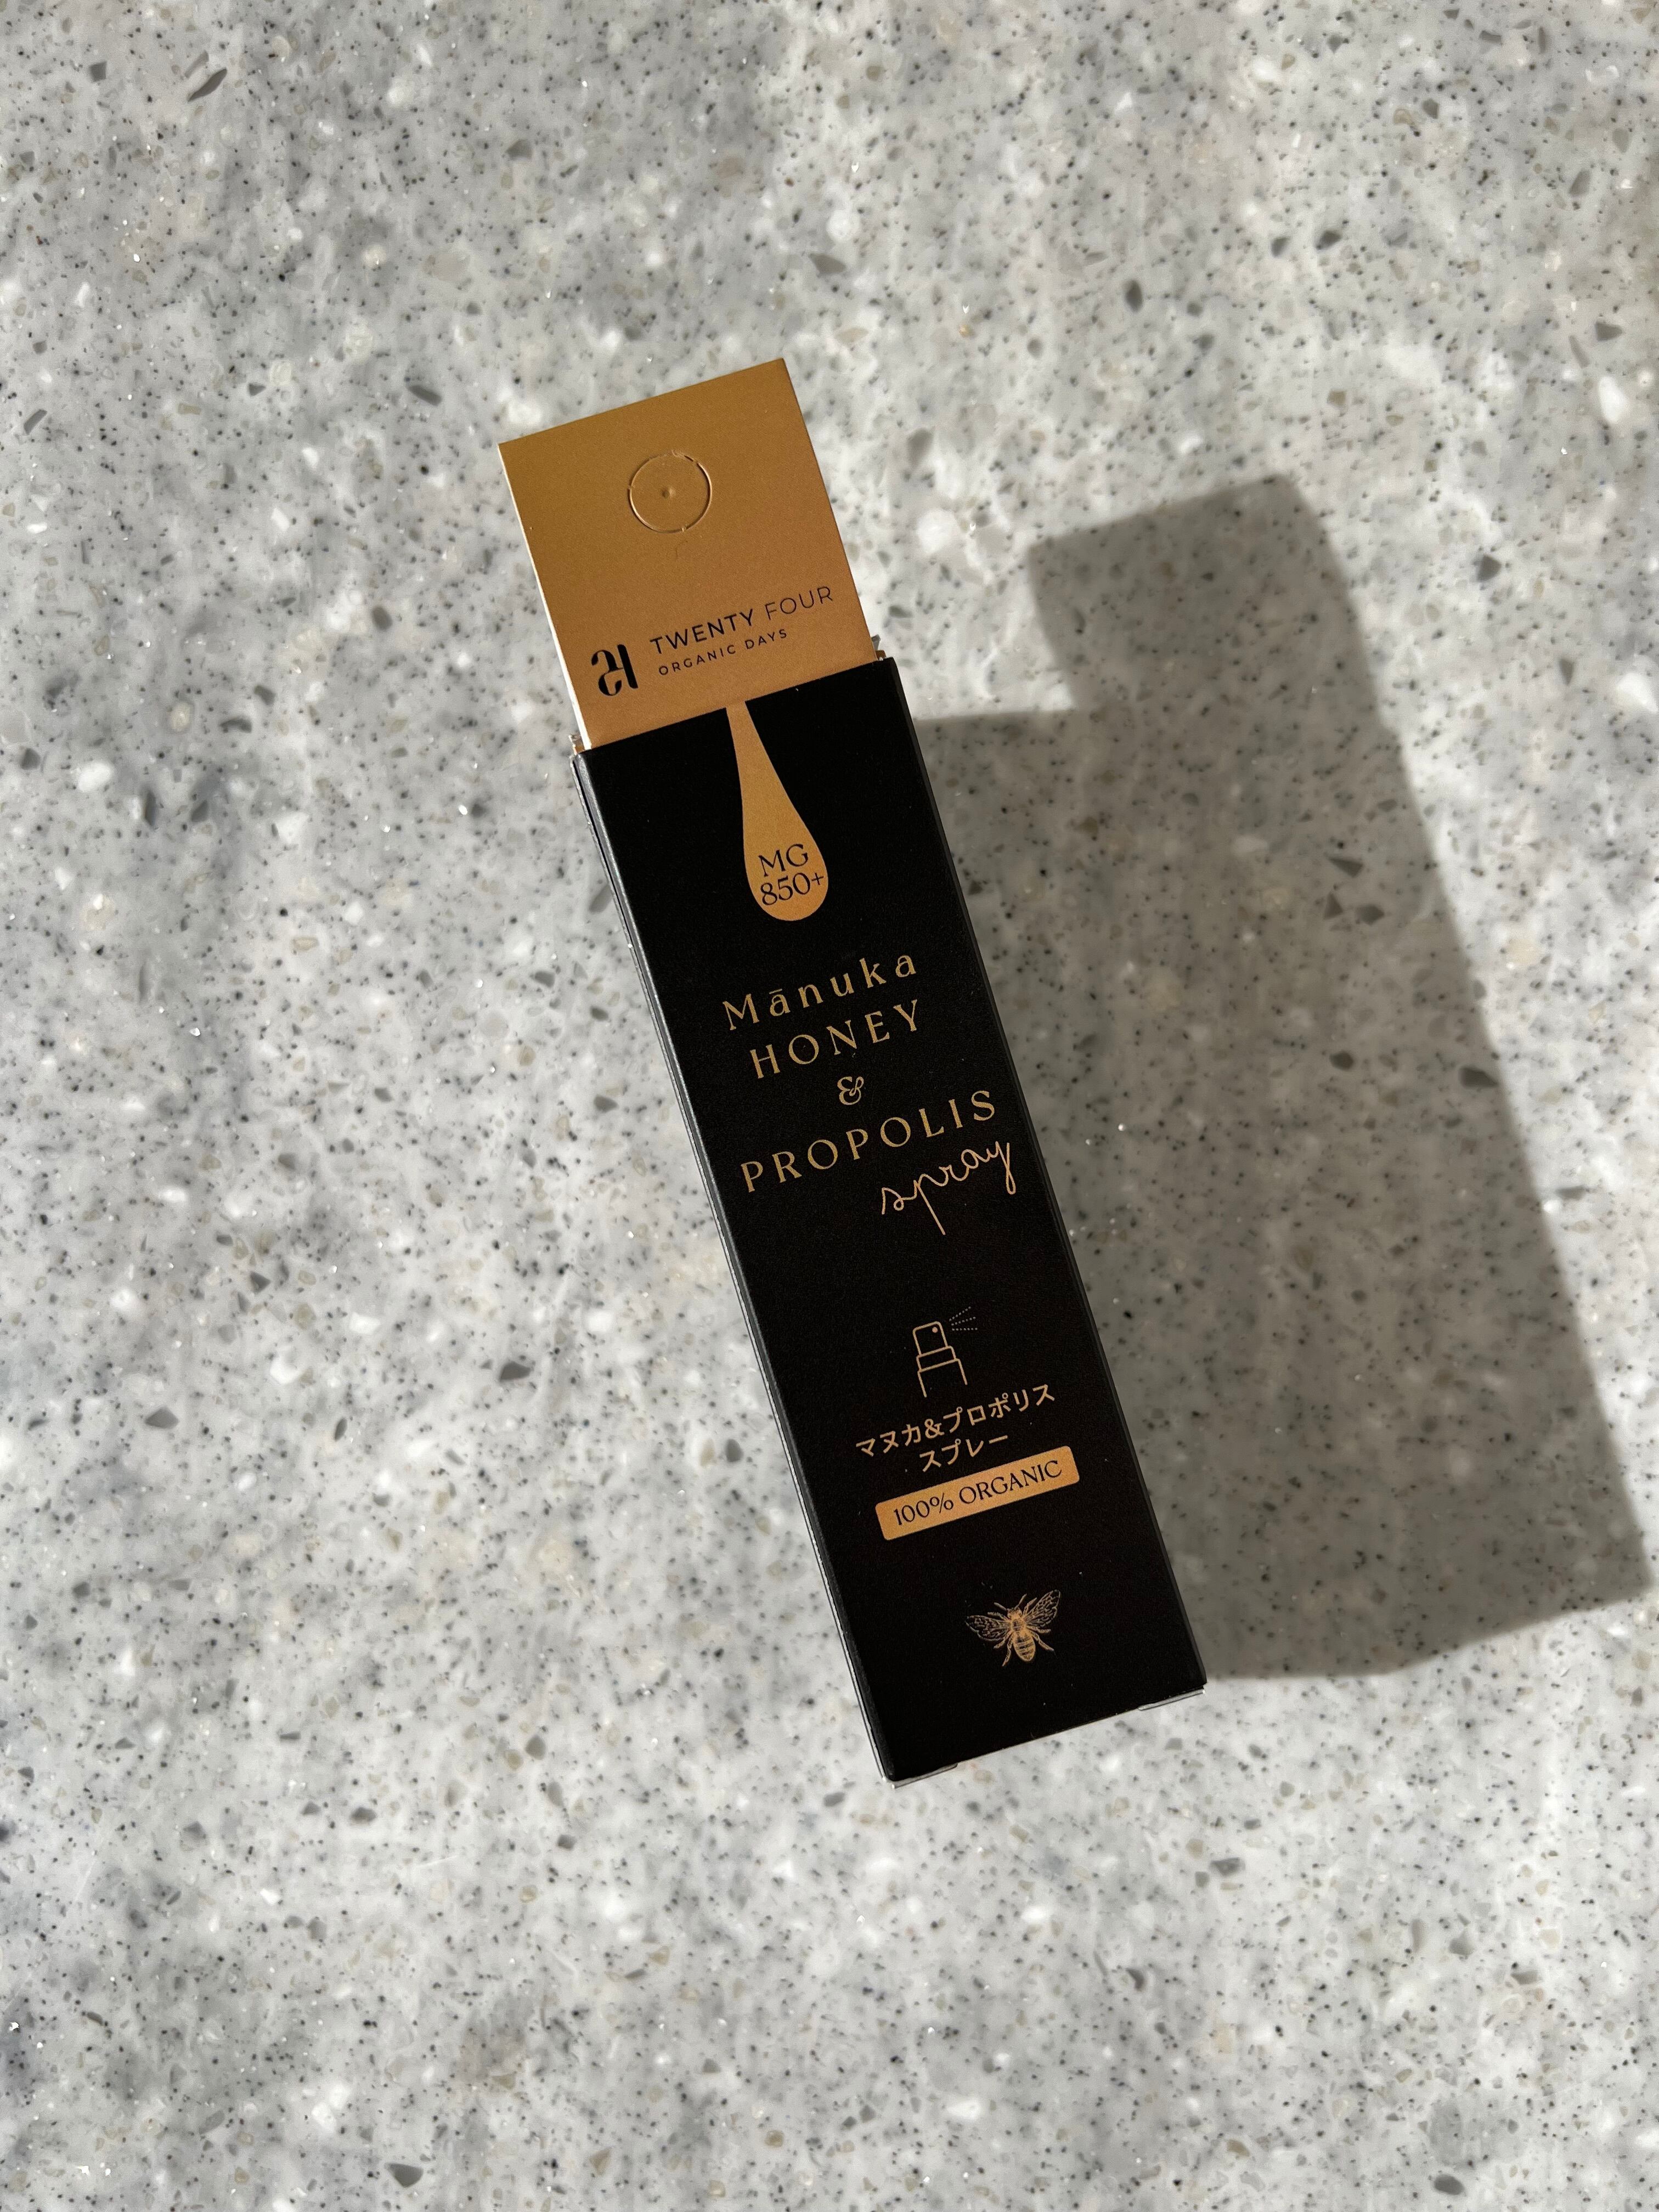 TWENTY FOUR
ORGANIC DAYS
MG
850+
Mānuka
HONEY
&
PROPOLIS
spray
マヌカ&プロポリス
スプレー
100% ORGANIC